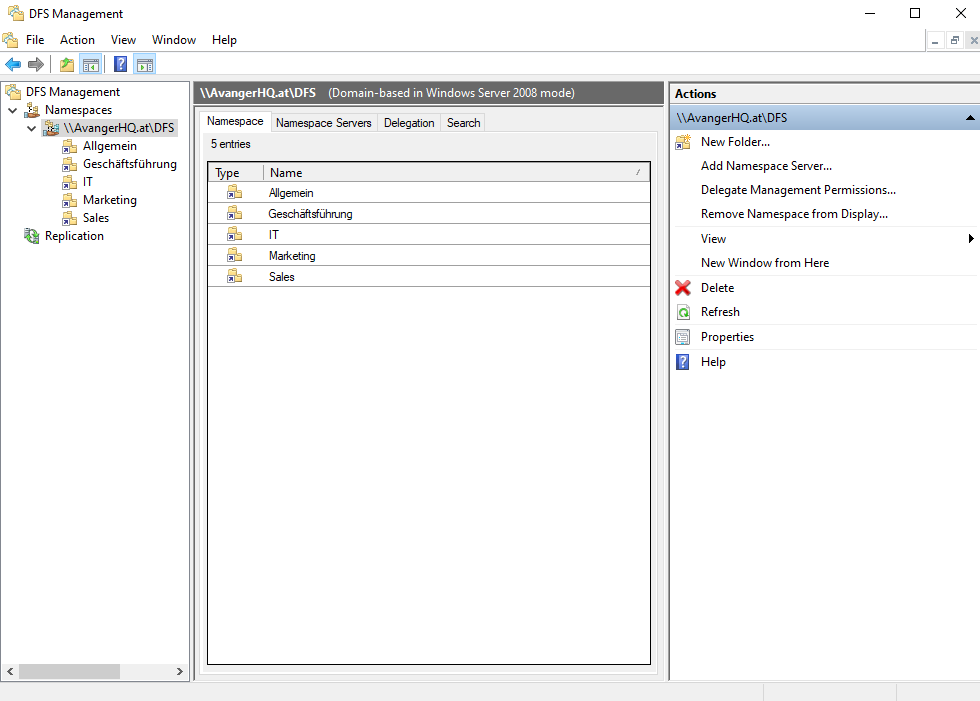 DFS Management
File Action View Window Help
DFS Management
Namespaces
\\AvangerHQ.at\DFS
Allgemein
Geschäftsführung
IT
Marketing
Sales
Replication
\\AvangerHQ.at\DFS (Domain-based in Windows Server 2008 mode)
Namespace Namespace Servers Delegation Search
5 entries
Type Name
Allgemein
Geschäftsführung
IT
Marketing
Sales
Actions
\\AvangerHQ.at\DFS
New Folder...
Add Namespace Server...
Delegate Management Permissions...
Remove Namespace from Display...
View
New Window from Here
Delete
Refresh
Properties
Help